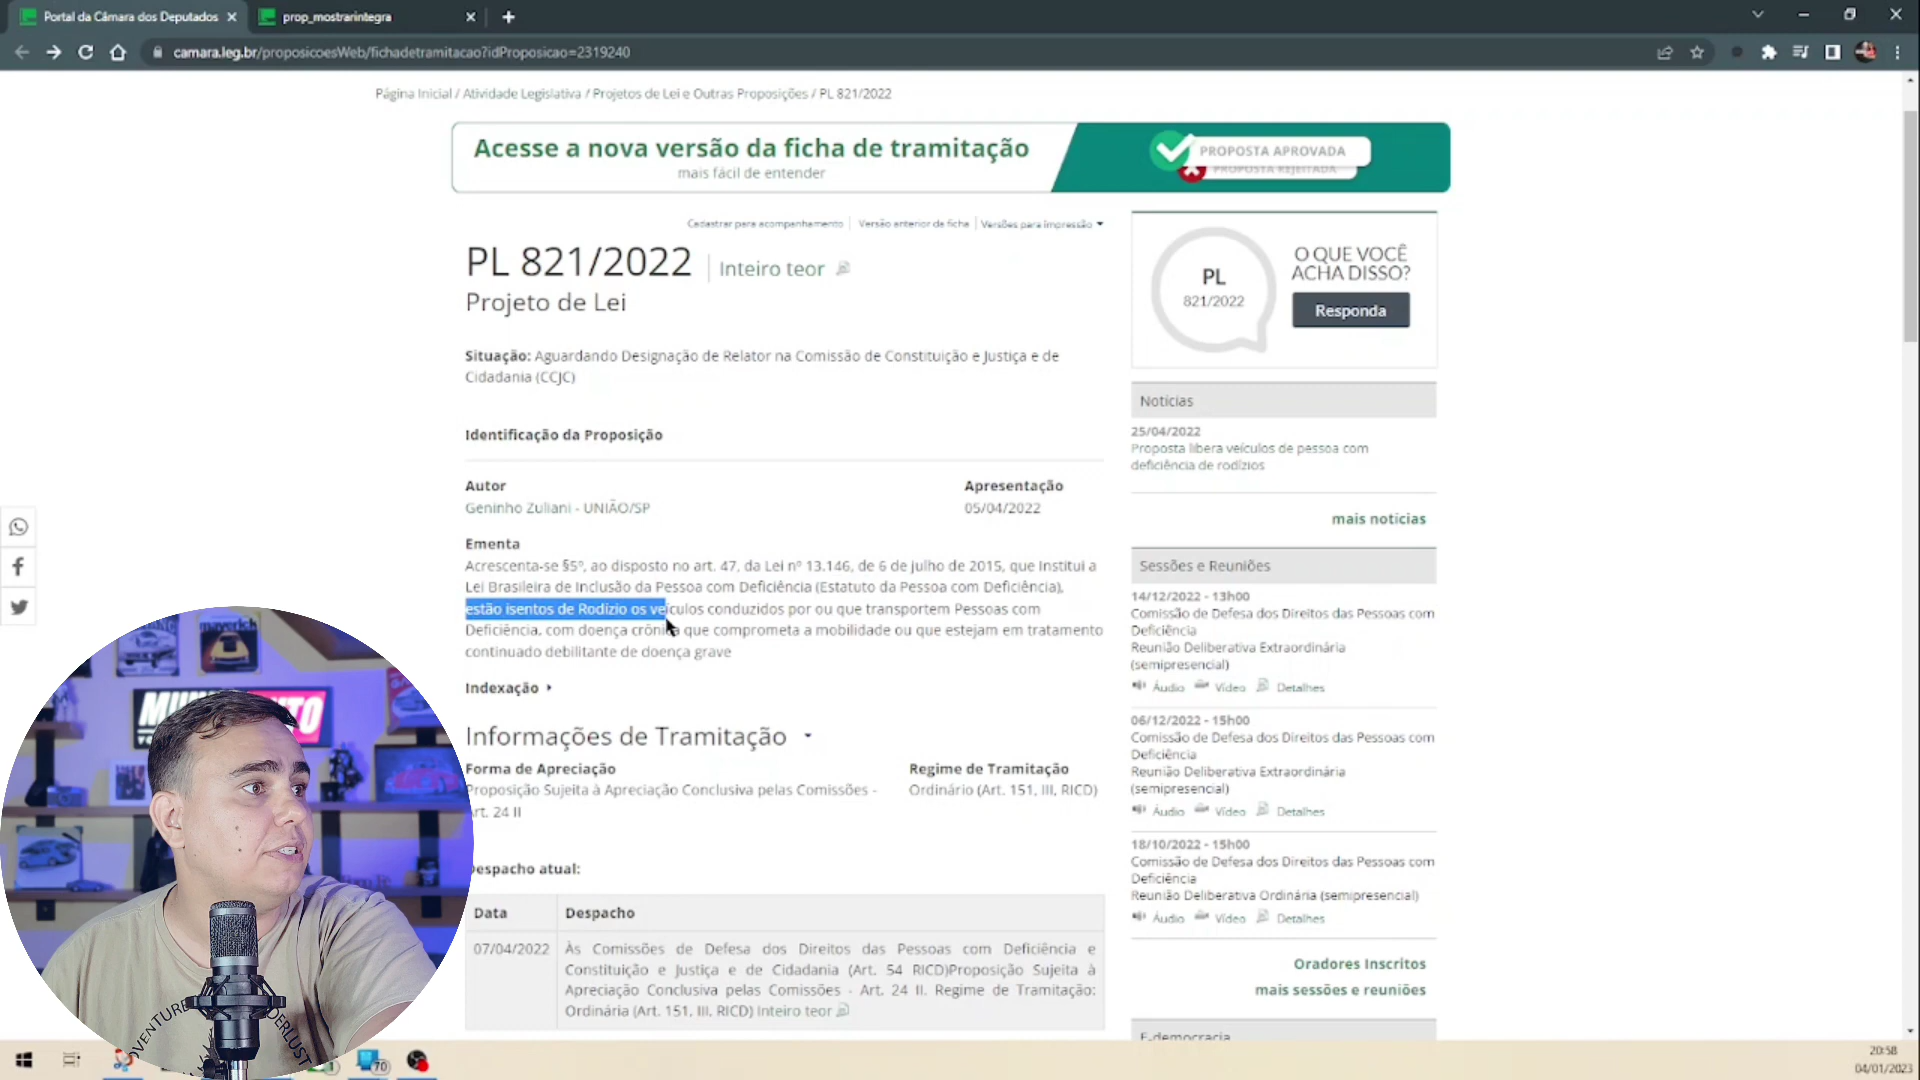 Portal da Câmara dos Deputados
prop_mostrarintegra
camara.leg.br/proposicoesWeb/fichadetramitacao?idProposicao=2319240
Página Inicial / Atividade Legislativa / Projetos de Lei e Outras Proposições / PL 821/2022
Acesse a nova versão da ficha de tramitação
mais fácil de entender
PROPOSTA APROVADA
PROPOSTA REJEITADA
Cadastrar para acompanhamento
Versão anterior da ficha
Versões para impressão
PL 821/2022
Inteiro teor
Projeto de Lei
Situação: Aguardando Designação de Relator na Comissão de Constituição e Justiça e de
Cidadania (CCJC)
Identificação da Proposição
Autor
Geninho Zuliani - UNIÃO/SP
Apresentação
05/04/2022
Ementa
Acrescenta-se §5º, ao disposto no art. 47, da Lei nº 13.146, de 6 de julho de 2015, que Institui a
Lei Brasileira de Inclusão da Pessoa com Deficiência (Estatuto da Pessoa com Deficiência),
estão isentos de Rodízio os veículos conduzidos por ou que transportem Pessoas com
Deficiência, com doença crônica que comprometa a mobilidade ou que estejam em tratamento
continuado debilitante de doença grave
Indexação
Informações de Tramitação
Forma de Apreciação
Proposição Sujeita à Apreciação Conclusiva pelas Comissões -
Art. 24 II
Regime de Tramitação
Ordinário (Art. 151, III, RICD)
Despacho atual:
Data
Despacho
07/04/2022
Às Comissões de Defesa dos Direitos das Pessoas com Deficiência e
Constituição e Justiça e de Cidadania (Art. 54 RICD)Proposição Sujeita à
Apreciação Conclusiva pelas Comissões - Art. 24 II. Regime de Tramitação:
Ordinária (Art. 151, III, RICD) Inteiro teor
PL
821/2022
O QUE VOCÊ
ACHA DISSO?
Responda
Notícias
25/04/2022
Proposta libera veículos de pessoa com
deficiência de rodízios
mais notícias
Sessões e Reuniões
14/12/2022 - 13h00
Comissão de Defesa dos Direitos das Pessoas com
Deficiência
Reunião Deliberativa Extraordinária
(semipresencial)
Áudio Vídeo Detalhes
06/12/2022 - 15h00
Comissão de Defesa dos Direitos das Pessoas com
Deficiência
Reunião Deliberativa Extraordinária
(semipresencial)
Áudio Vídeo Detalhes
18/10/2022 - 15h00
Comissão de Defesa dos Direitos das Pessoas com
Deficiência
Reunião Deliberativa Ordinária (semipresencial)
Áudio Vídeo Detalhes
Oradores Inscritos
mais sessões e reuniões
E-democracia
maverick
70
20:58
04/01/2023